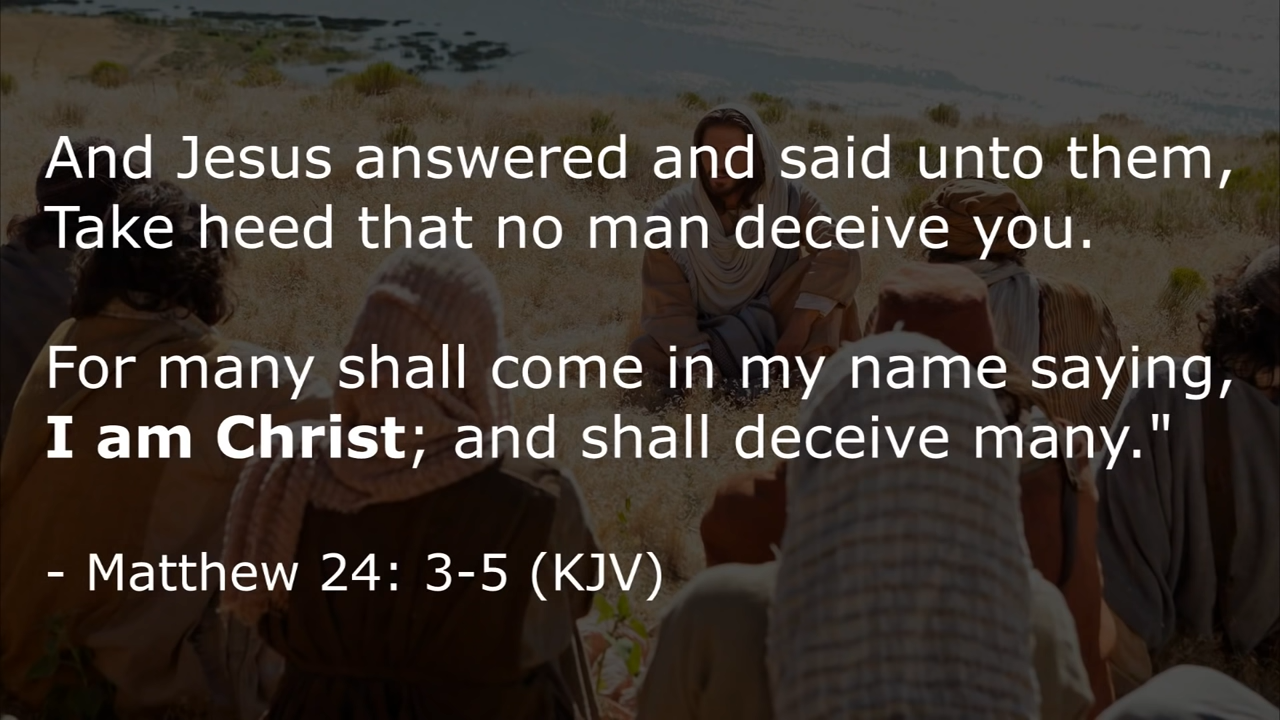 And Jesus answered and said unto them,
Take heed that no man deceive you.
For many shall come in my name saying,
I am Christ; and shall deceive many."
- Matthew 24: 3-5 (KJV)